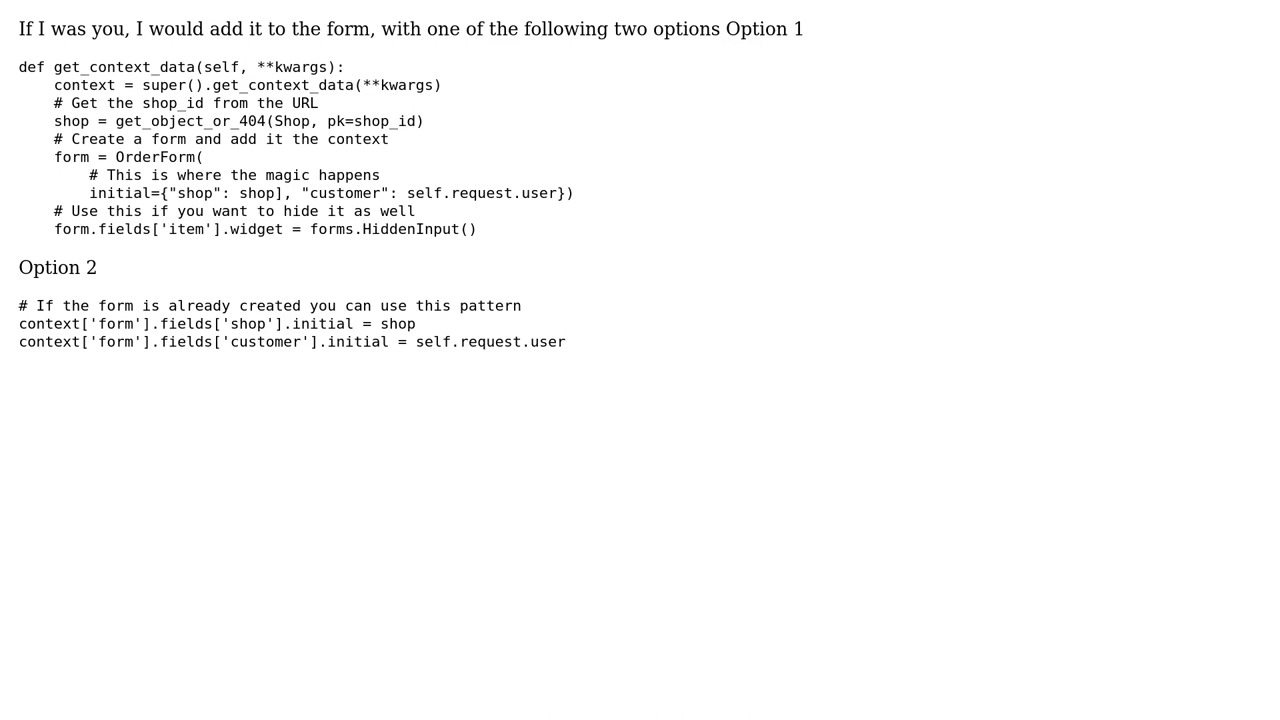 If I was you, I would add it to the form, with one of the following two options Option 1
def get_context_data(self, **kwargs):
    context = super().get_context_data(**kwargs)
    # Get the shop_id from the URL
    shop = get_object_or_404(Shop, pk=shop_id)
    # Create a form and add it the context
    form = OrderForm(
        # This is where the magic happens
        initial={"shop": shop], "customer": self.request.user})
    # Use this if you want to hide it as well
    form.fields['item'].widget = forms.HiddenInput()
Option 2
# If the form is already created you can use this pattern
context['form'].fields['shop'].initial = shop
context['form'].fields['customer'].initial = self.request.user